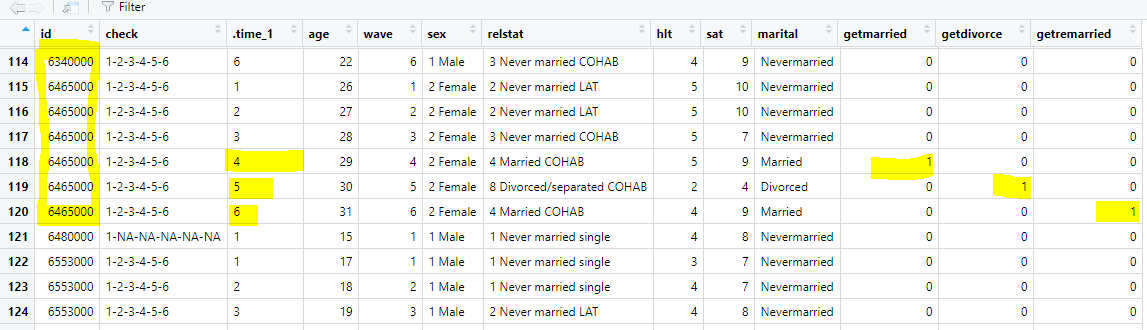 Filter
id check .time_1 age wave sex relstat hlt sat marital getmarried getdivorce getremarried
114 6340000 1-2-3-4-5-6 6 22 6 1 Male 3 Never married COHAB 4 9 Nevermarried 0 0 0
115 6465000 1-2-3-4-5-6 1 26 1 2 Female 2 Never married LAT 5 10 Nevermarried 0 0 0
116 6465000 1-2-3-4-5-6 2 27 2 2 Female 2 Never married LAT 5 10 Nevermarried 0 0 0
117 6465000 1-2-3-4-5-6 3 28 3 2 Female 3 Never married COHAB 5 7 Nevermarried 0 0 0
118 6465000 1-2-3-4-5-6 4 29 4 2 Female 4 Married COHAB 5 9 Married 1 0 0
119 6465000 1-2-3-4-5-6 5 30 5 2 Female 8 Divorced/separated COHAB 2 4 Divorced 0 1 0
120 6465000 1-2-3-4-5-6 6 31 6 2 Female 4 Married COHAB 4 9 Married 0 0 1
121 6480000 1-NA-NA-NA-NA-NA 1 15 1 1 Male 1 Never married single 4 8 Nevermarried 0 0 0
122 6553000 1-2-3-4-5-6 1 17 1 1 Male 1 Never married single 3 7 Nevermarried 0 0 0
123 6553000 1-2-3-4-5-6 2 18 2 1 Male 1 Never married single 4 7 Nevermarried 0 0 0
124 6553000 1-2-3-4-5-6 3 19 3 1 Male 2 Never married LAT 4 8 Nevermarried 0 0 0